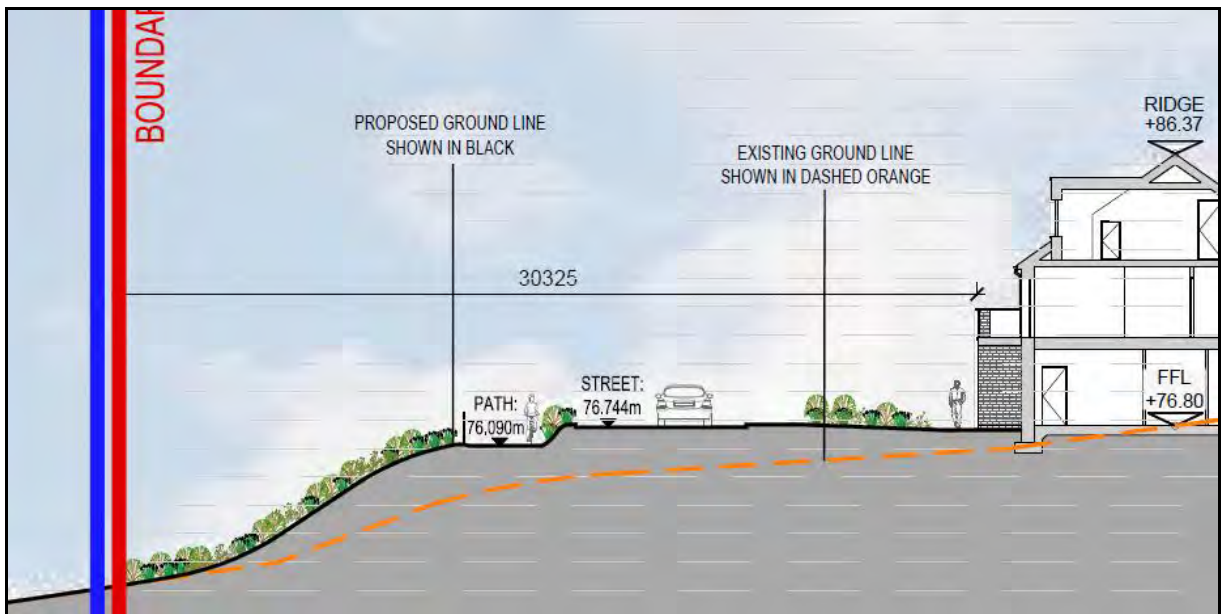 BOUNDAR
PROPOSED GROUND LINE
SHOWN IN BLACK
EXISTING GROUND LINE
SHOWN IN DASHED ORANGE
RIDGE
+86.37
30325
PATH:
76,090m
STREET:
76.744m
FFL
+76.80